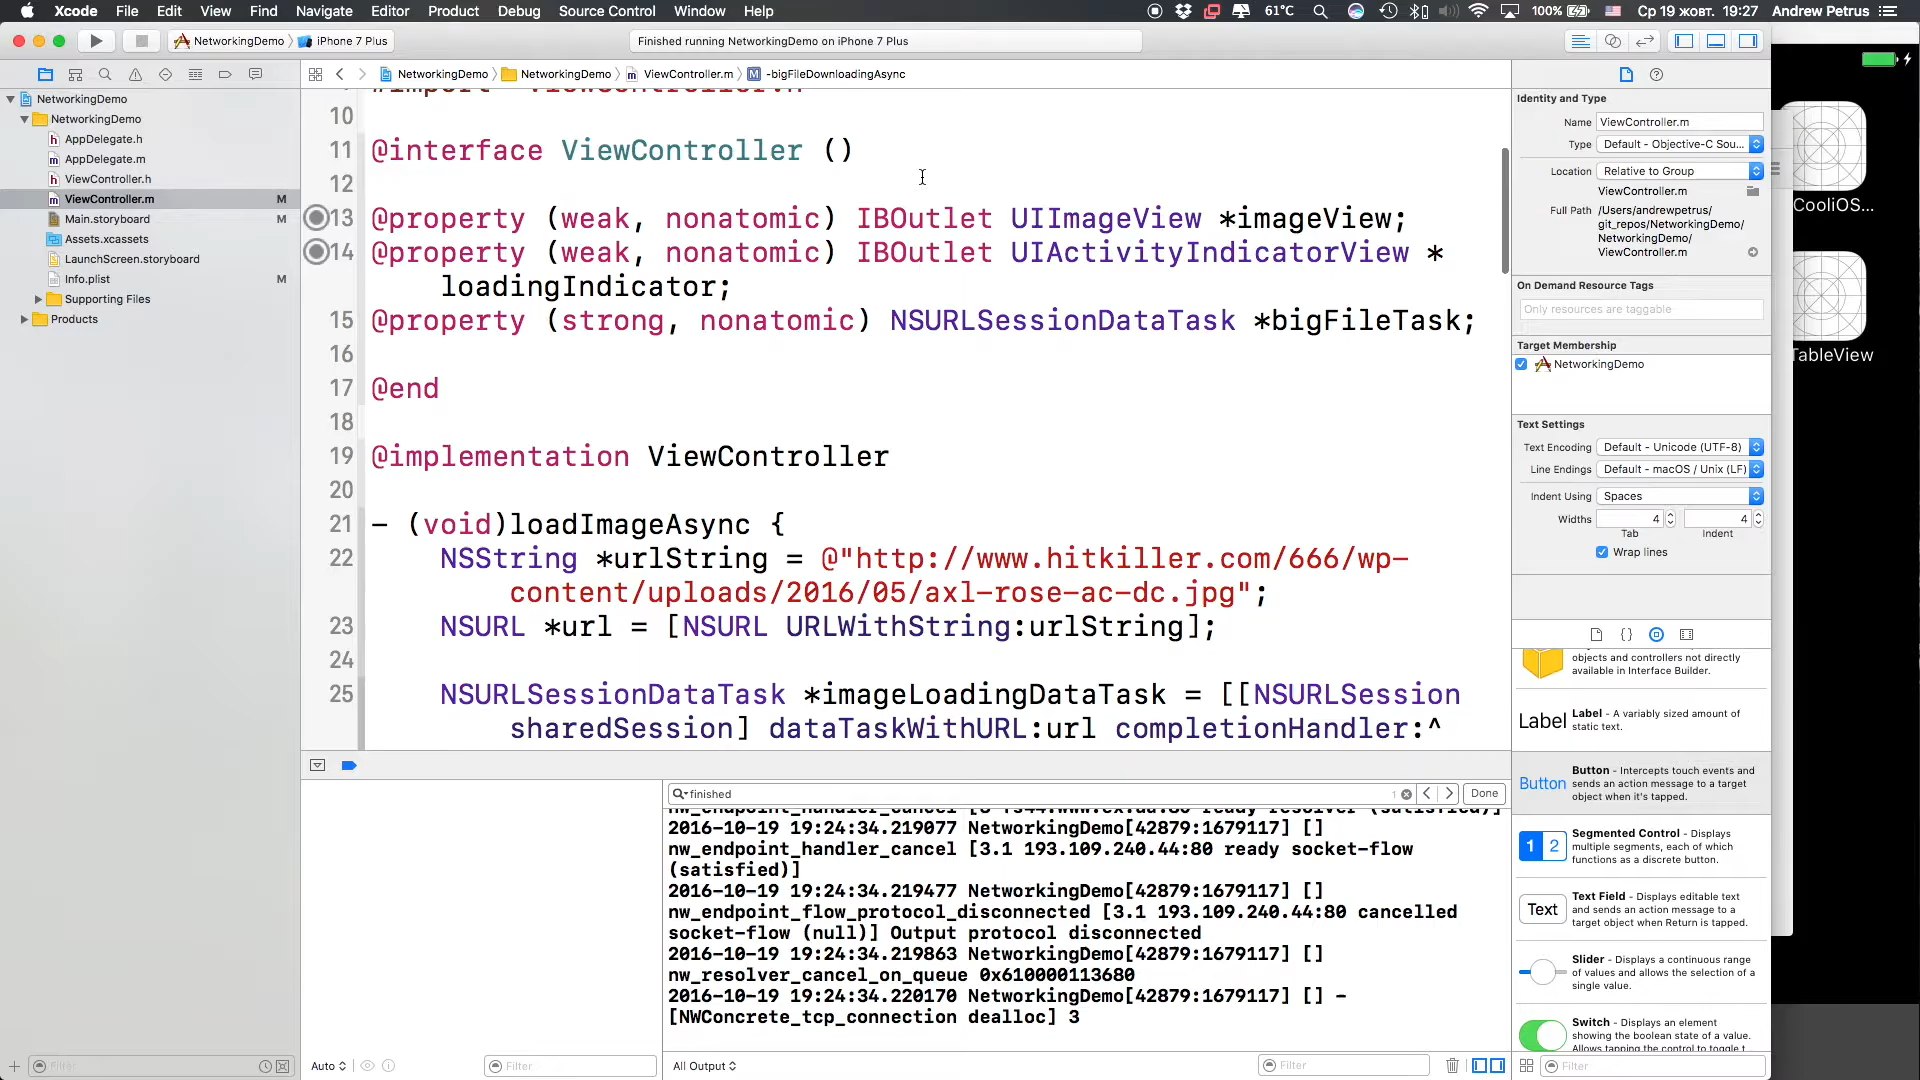 Xcode File Edit View Find Navigate Editor Product Debug Source Control Window Help
61°C 100% Ср 19 жовт. 19:27 Andrew Petrus
NetworkingDemo iPhone 7 Plus
Finished running NetworkingDemo on iPhone 7 Plus
NetworkingDemo NetworkingDemo ViewController.m -bigFileDownloadingAsync
NetworkingDemo
NetworkingDemo
AppDelegate.h
AppDelegate.m
ViewController.h
ViewController.m M
Main.storyboard M
Assets.xcassets
LaunchScreen.storyboard
Info.plist M
Supporting Files
Products
Filter
10
11 @interface ViewController ()
12
13 @property (weak, nonatomic) IBOutlet UIImageView *imageView;
14 @property (weak, nonatomic) IBOutlet UIActivityIndicatorView *
loadingIndicator;
15 @property (strong, nonatomic) NSURLSessionDataTask *bigFileTask;
16
17 @end
18
19 @implementation ViewController
20
21 - (void)loadImageAsync {
22 NSString *urlString = @"http://www.hitkiller.com/666/wp-
content/uploads/2016/05/axl-rose-ac-dc.jpg";
23 NSURL *url = [NSURL URLWithString:urlString];
24
25 NSURLSessionDataTask *imageLoadingDataTask = [[NSURLSession
sharedSession] dataTaskWithURL:url completionHandler:^
Auto
Filter
finished 1 Done
2016-10-19 19:24:34.219077 NetworkingDemo[42879:1679117] []
nw_endpoint_handler_cancel [3.1 193.109.240.44:80 ready socket-flow
(satisfied)]
2016-10-19 19:24:34.219477 NetworkingDemo[42879:1679117] []
nw_endpoint_flow_protocol_disconnected [3.1 193.109.240.44:80 cancelled
socket-flow (null)] Output protocol disconnected
2016-10-19 19:24:34.219863 NetworkingDemo[42879:1679117] []
nw_resolver_cancel_on_queue 0x610000113680
2016-10-19 19:24:34.220170 NetworkingDemo[42879:1679117] [] -
[NWConcrete_tcp_connection dealloc] 3
All Output
Filter
Identity and Type
Name ViewController.m
Type Default - Objective-C Sou...
Location Relative to Group
ViewController.m
Full Path /Users/andrewpetrus/
git_repos/NetworkingDemo/
NetworkingDemo/
ViewController.m
On Demand Resource Tags
Only resources are taggable
Target Membership
NetworkingDemo
Text Settings
Text Encoding Default - Unicode (UTF-8)
Line Endings Default - macOS / Unix (LF)
Indent Using Spaces
Widths 4 4
Tab Indent
Wrap lines
objects and controllers not directly
available in Interface Builder.
Label Label - A variably sized amount of
static text.
Button Button - Intercepts touch events and
sends an action message to a target
object when it's tapped.
1 2 Segmented Control - Displays
multiple segments, each of which
functions as a discrete button.
Text Text Field - Displays editable text
and sends an action message to a
target object when Return is tapped.
Slider - Displays a continuous range
of values and allows the selection of a
single value.
Switch - Displays an element
showing the boolean state of a value.
Allows tapping the control to toggle t...
Filter
CooliOS...
TableView